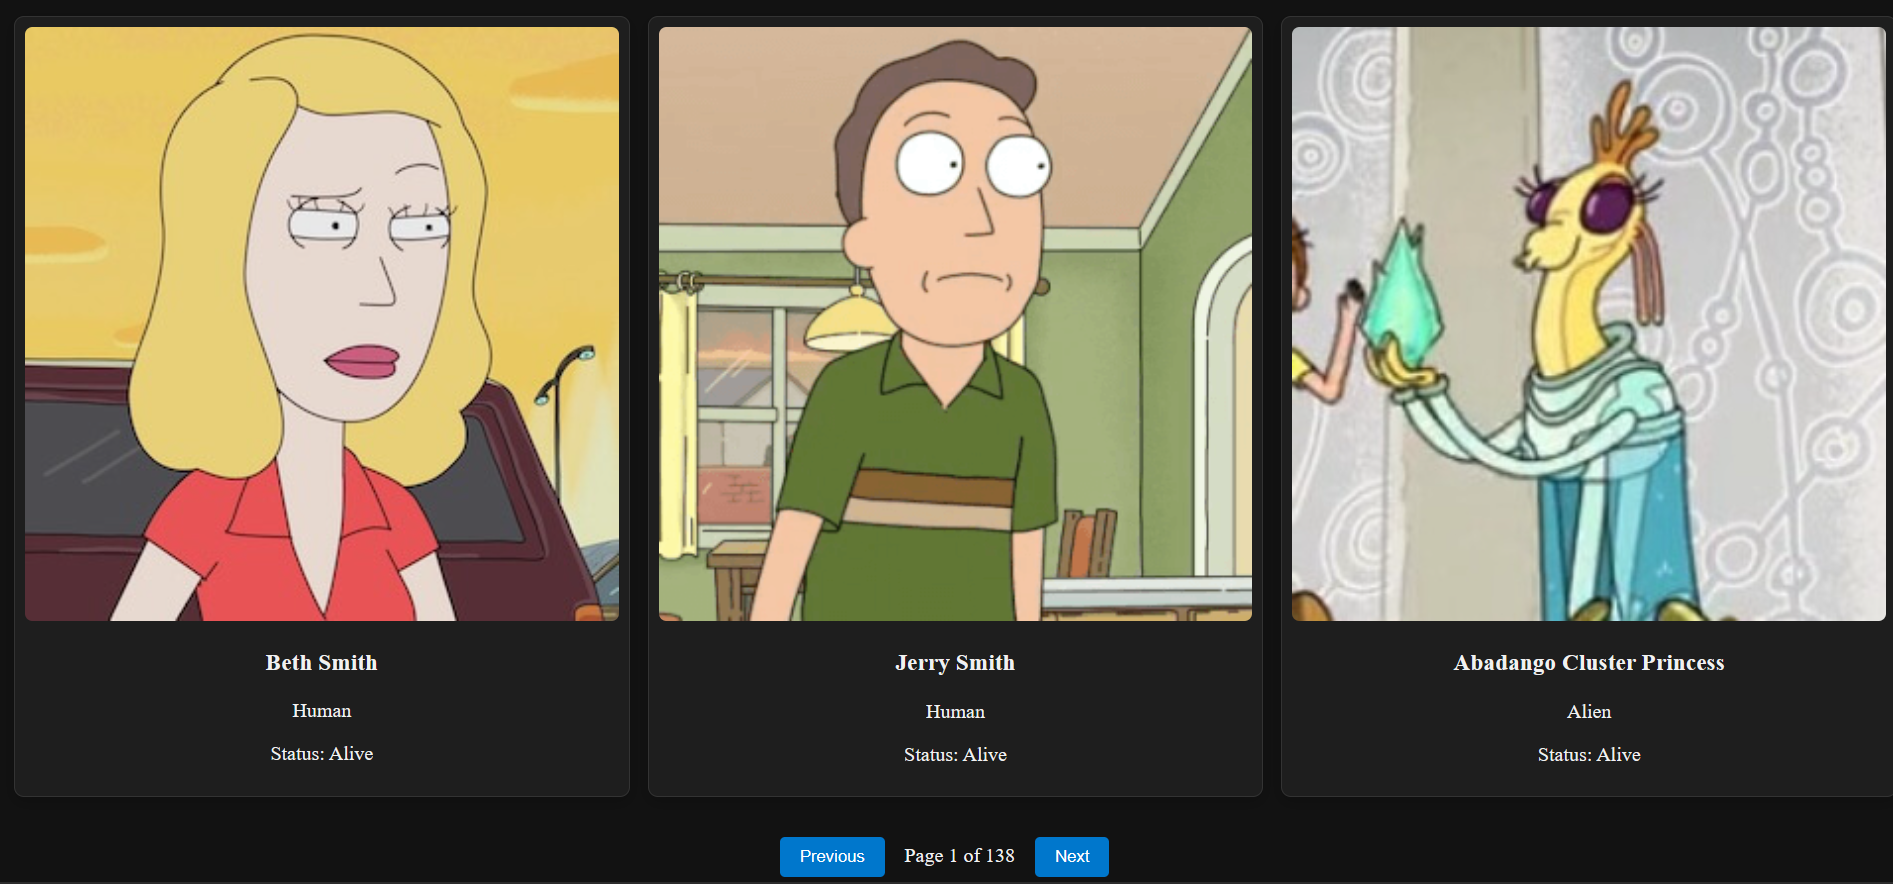 Beth Smith
Human
Status: Alive
Jerry Smith
Human
Status: Alive
Abadango Cluster Princess
Alien
Status: Alive
Previous Page 1 of 138 Next